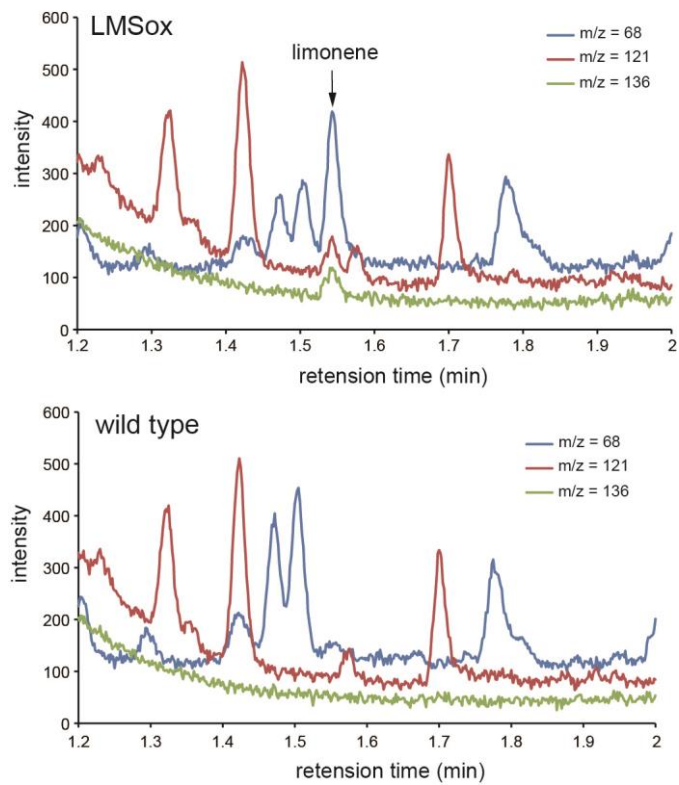 LMSox
limonene
m/z = 68
m/z = 121
m/z = 136
intensity
600
500
400
300
200
100
0
1.2 1.3 1.4 1.5 1.6 1.7 1.8 1.9 2
retension time (min)
wild type
m/z = 68
m/z = 121
m/z = 136
intensity
600
500
400
300
200
100
0
1.2 1.3 1.4 1.5 1.6 1.7 1.8 1.9 2
retension time (min)